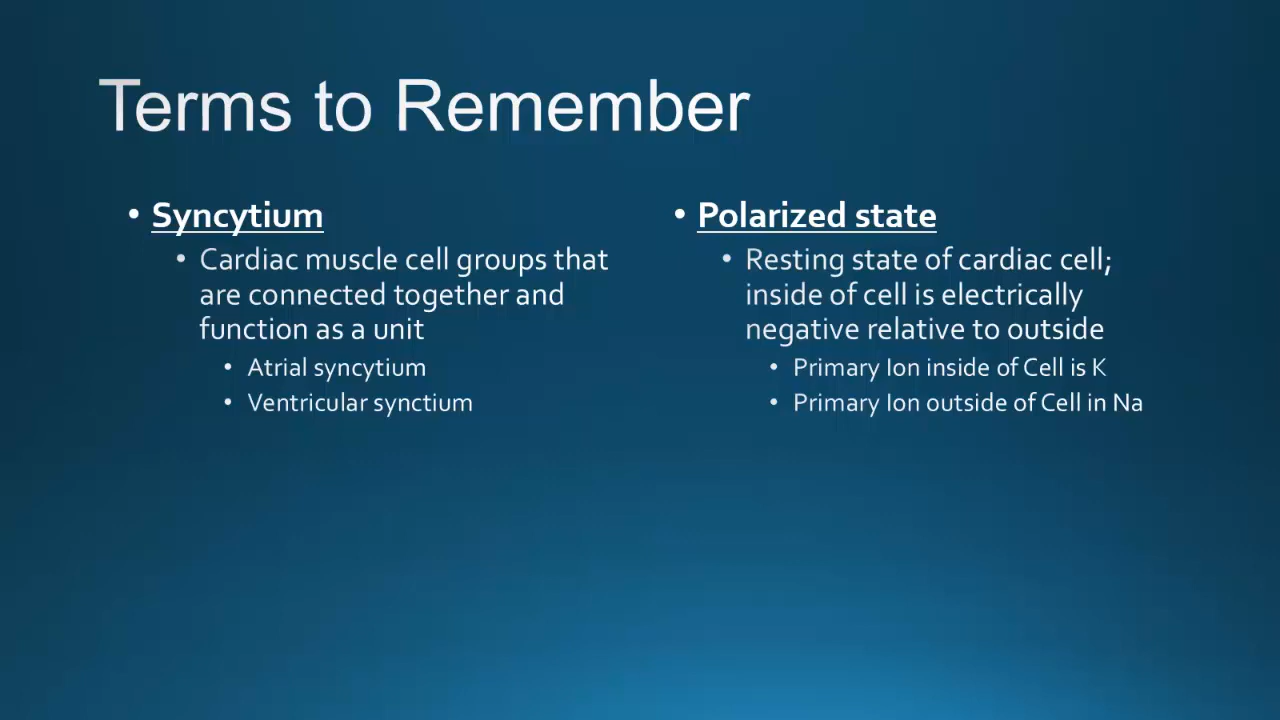 Terms to Remember
• Syncytium
• Cardiac muscle cell groups that
are connected together and
function as a unit
• Atrial syncytium
• Ventricular synctium
• Polarized state
• Resting state of cardiac cell;
inside of cell is electrically
negative relative to outside
• Primary Ion inside of Cell is K
• Primary Ion outside of Cell in Na